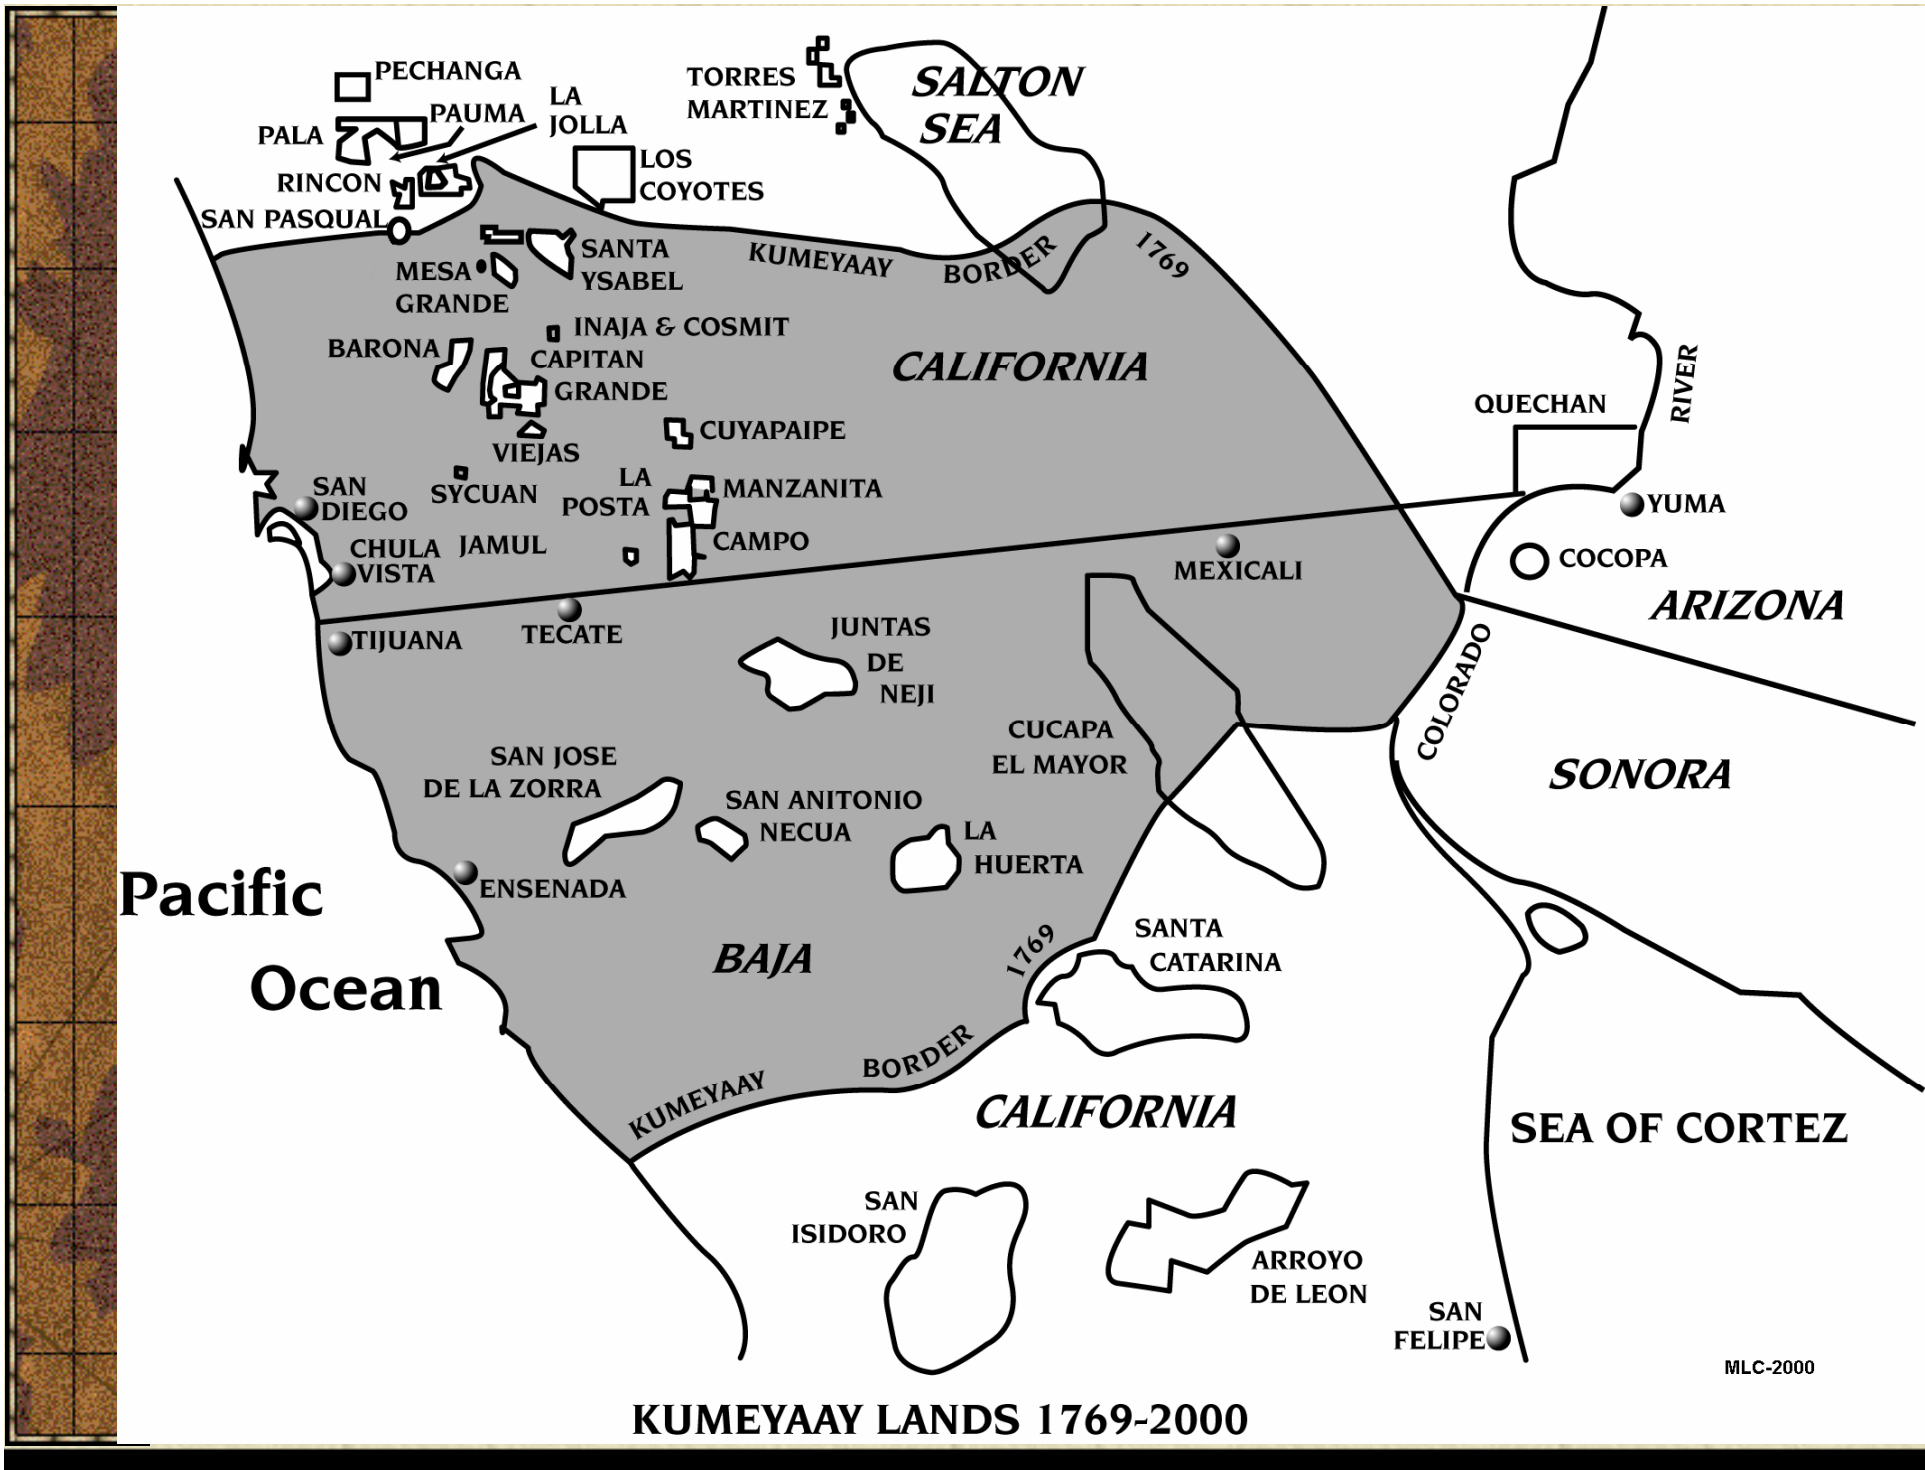 PECHANGA
PAUMA
LA
JOLLA
PALA
RINCON
SAN PASQUAL
LOS
COYOTES
TORRES
MARTINEZ
SALTON
SEA
KUMEYAAY BORDER 1769
SANTA
YSABEL
MESA
GRANDE
INAJA & COSMIT
BARONA
CAPITAN
GRANDE
CALIFORNIA
VIEJAS
CUYAPAIPE
SYCUAN
LA
POSTA
MANZANITA
SAN
DIEGO
CHULA
VISTA
JAMUL
CAMPO
QUECHAN
RIVER
YUMA
COCOPA
ARIZONA
MEXICALI
TIJUANA
TECATE
JUNTAS
DE
NEJI
COLORADO
CUCAPA
EL MAYOR
SONORA
SAN JOSE
DE LA ZORRA
SAN ANITONIO
NECUA
LA
HUERTA
ENSENADA
Pacific
Ocean
BAJA
1769
SANTA
CATARINA
KUMEYAAY BORDER
CALIFORNIA
SEA OF CORTEZ
SAN
ISIDORO
ARROYO
DE LEON
SAN
FELIPE
MLC-2000
KUMEYAAY LANDS 1769-2000